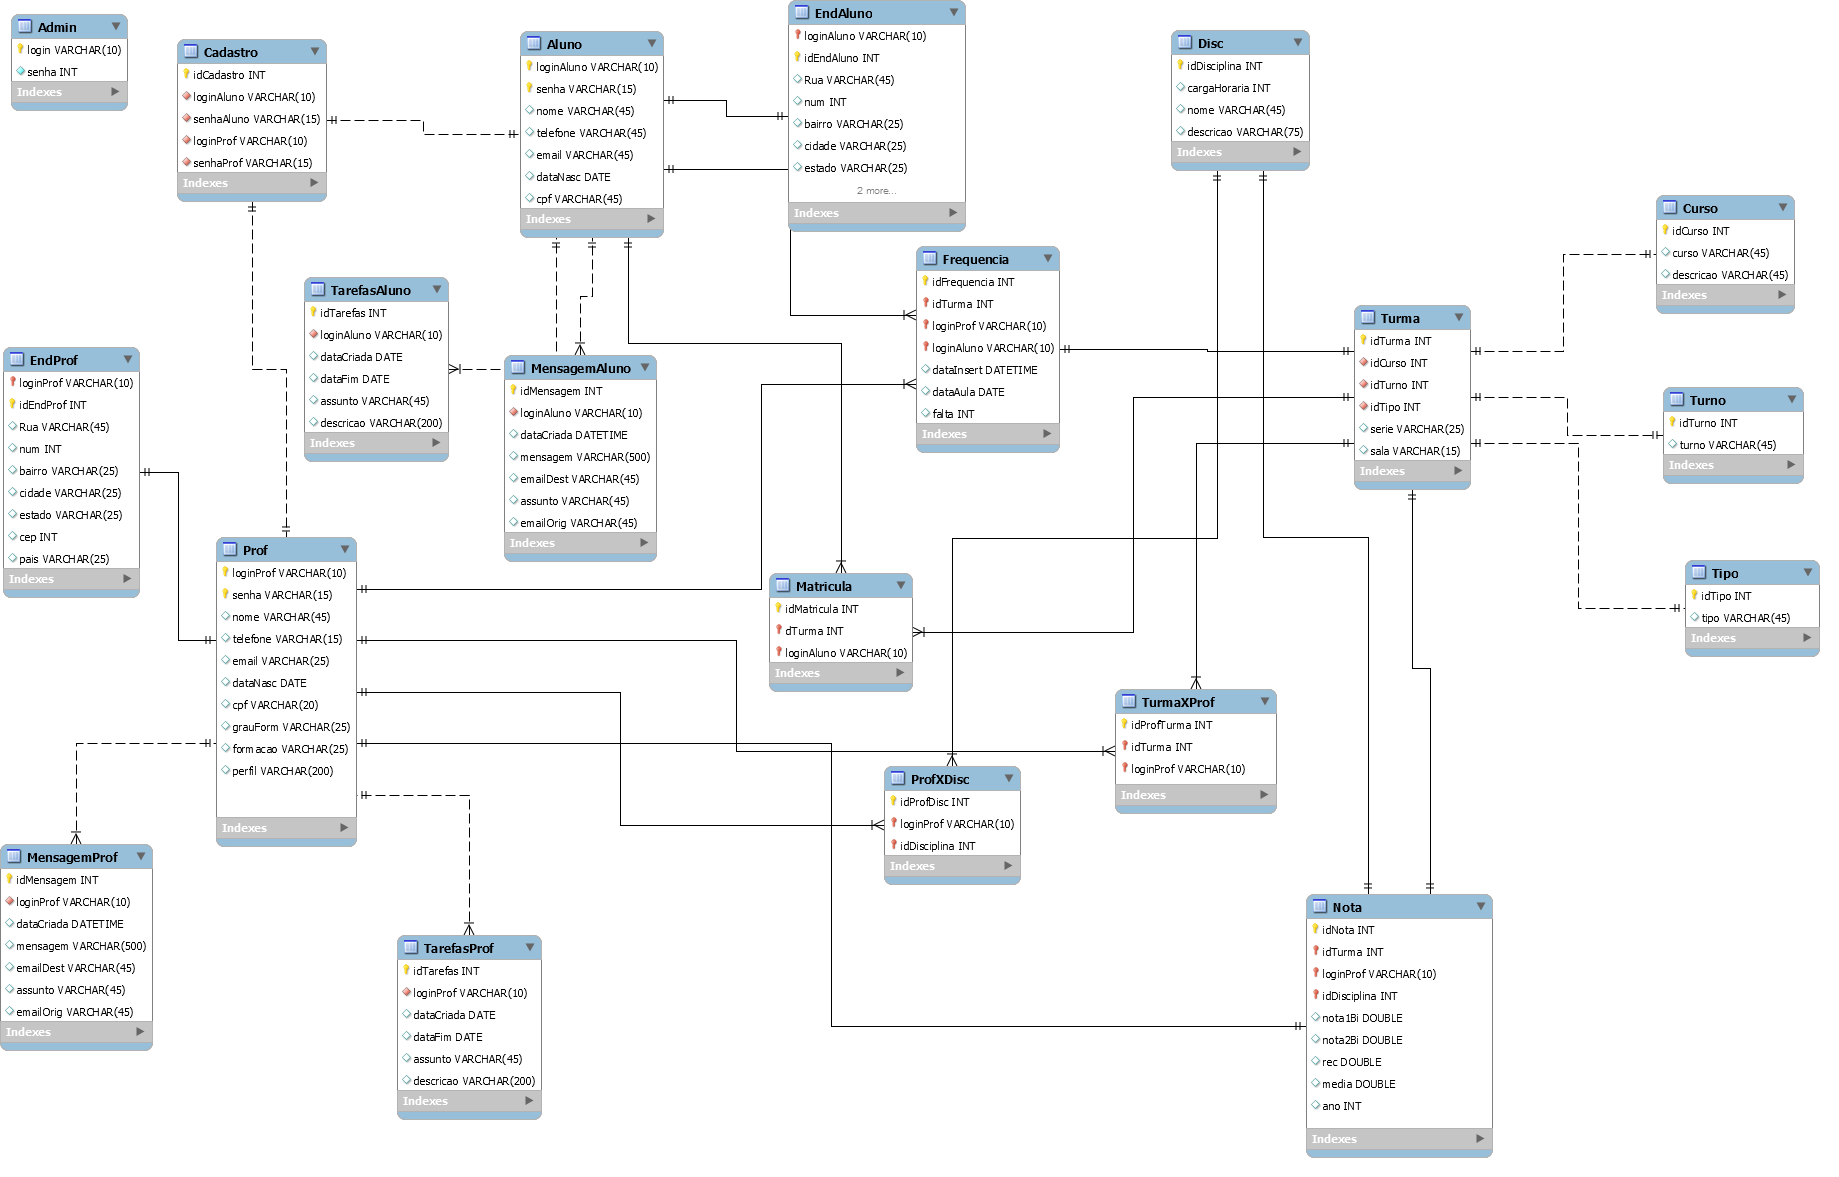 Admin
login VARCHAR(10)
senha INT
Indexes
Cadastro
idCadastro INT
loginAluno VARCHAR(10)
senhaAluno VARCHAR(15)
loginProf VARCHAR(10)
senhaProf VARCHAR(15)
Indexes
Aluno
loginAluno VARCHAR(10)
senha VARCHAR(15)
nome VARCHAR(45)
telefone VARCHAR(45)
email VARCHAR(45)
dataNasc DATE
cpf VARCHAR(45)
Indexes
EndAluno
loginAluno VARCHAR(10)
idEndAluno INT
Rua VARCHAR(45)
num INT
bairro VARCHAR(25)
cidade VARCHAR(25)
estado VARCHAR(25)
2 more...
Indexes
Disc
idDisciplina INT
cargaHoraria INT
nome VARCHAR(45)
descricao VARCHAR(75)
Indexes
Curso
idCurso INT
curso VARCHAR(45)
descricao VARCHAR(45)
Indexes
Frequencia
idFrequencia INT
idTurma INT
loginProf VARCHAR(10)
loginAluno VARCHAR(10)
dataInsert DATETIME
dataAula DATE
falta INT
Indexes
TarefasAluno
idTarefas INT
loginAluno VARCHAR(10)
dataCriada DATE
dataFim DATE
assunto VARCHAR(45)
descricao VARCHAR(200)
Indexes
Turma
idTurma INT
idCurso INT
idTurno INT
idTipo INT
serie VARCHAR(25)
sala VARCHAR(15)
Indexes
EndProf
loginProf VARCHAR(10)
idEndProf INT
Rua VARCHAR(45)
num INT
bairro VARCHAR(25)
cidade VARCHAR(25)
estado VARCHAR(25)
cep INT
pais VARCHAR(25)
Indexes
MensagemAluno
idMensagem INT
loginAluno VARCHAR(10)
dataCriada DATETIME
mensagem VARCHAR(500)
emailDest VARCHAR(45)
assunto VARCHAR(45)
emailOrig VARCHAR(45)
Indexes
Turno
idTurno INT
turno VARCHAR(45)
Indexes
Prof
loginProf VARCHAR(10)
senha VARCHAR(15)
nome VARCHAR(45)
telefone VARCHAR(15)
email VARCHAR(25)
dataNasc DATE
cpf VARCHAR(20)
grauForm VARCHAR(25)
formacao VARCHAR(25)
perfil VARCHAR(200)
Indexes
Matricula
idMatricula INT
dTurma INT
loginAluno VARCHAR(10)
Indexes
Tipo
idTipo INT
tipo VARCHAR(45)
Indexes
TurmaXProf
idProfTurma INT
idTurma INT
loginProf VARCHAR(10)
Indexes
ProfXDisc
idProfDisc INT
loginProf VARCHAR(10)
idDisciplina INT
Indexes
MensagemProf
idMensagem INT
loginProf VARCHAR(10)
dataCriada DATETIME
mensagem VARCHAR(500)
emailDest VARCHAR(45)
assunto VARCHAR(45)
emailOrig VARCHAR(45)
Indexes
TarefasProf
idTarefas INT
loginProf VARCHAR(10)
dataCriada DATE
dataFim DATE
assunto VARCHAR(45)
descricao VARCHAR(200)
Indexes
Nota
idNota INT
idTurma INT
loginProf VARCHAR(10)
idDisciplina INT
nota1Bi DOUBLE
nota2Bi DOUBLE
rec DOUBLE
media DOUBLE
ano INT
Indexes